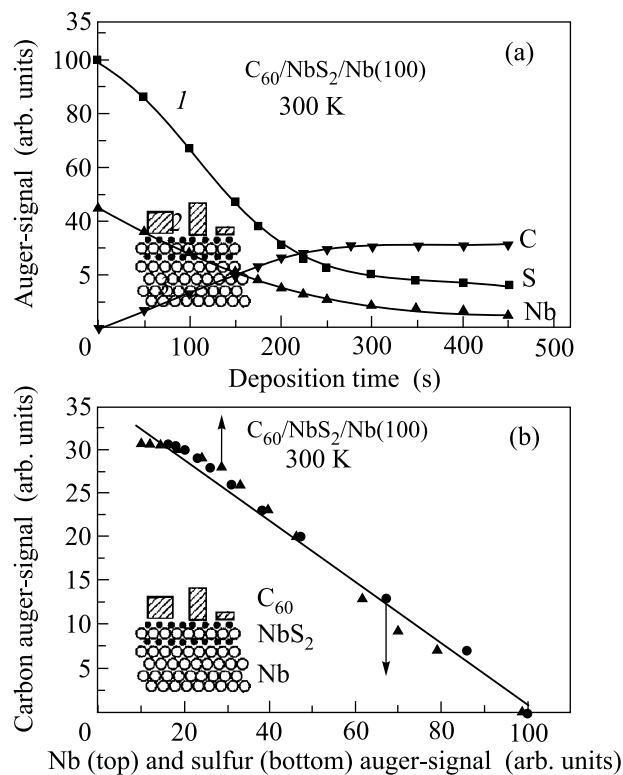 35
100
80
60
40
5
0
Auger-signal (arb. units)
C60/NbS2/Nb(100)
300 K
(a)
1
2
C
S
Nb
100 200 300 400 500
Deposition time (s)
35
30
25
20
15
10
5
0
Carbon auger-signal (arb. units)
C60/NbS2/Nb(100)
300 K
(b)
C60
NbS2
Nb
20 40 60 80 100
Nb (top) and sulfur (bottom) auger-signal (arb. units)